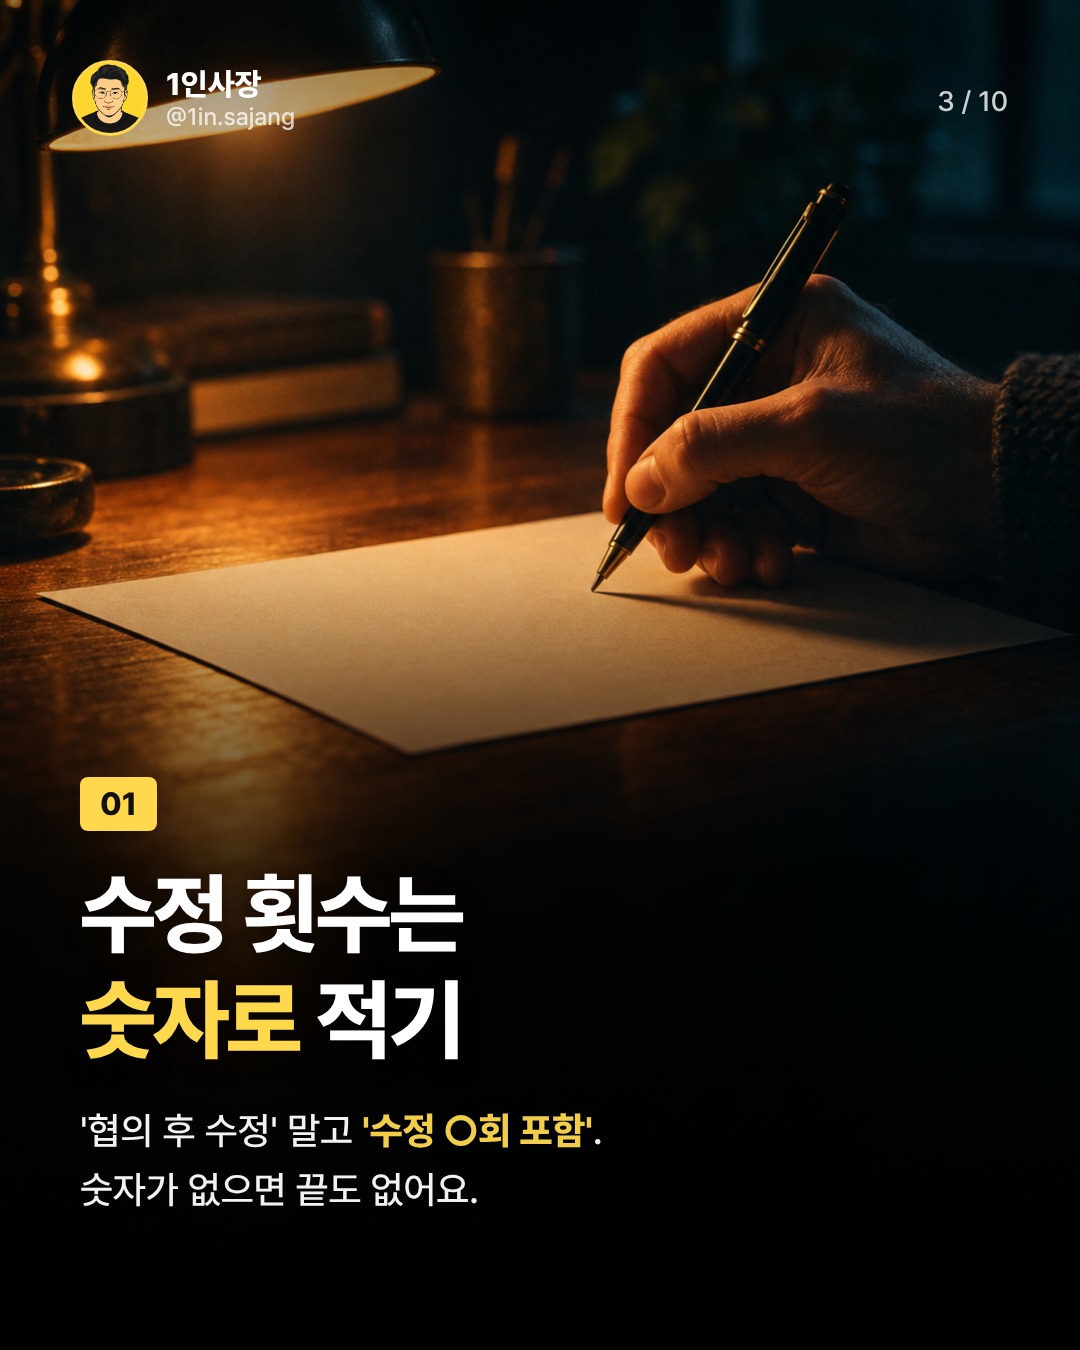 1인사장
@1in.sajang
3 / 10
01
수정 횟수는
숫자로 적기
'협의 후 수정' 말고 '수정 〇회 포함'.
숫자가 없으면 끝도 없어요.